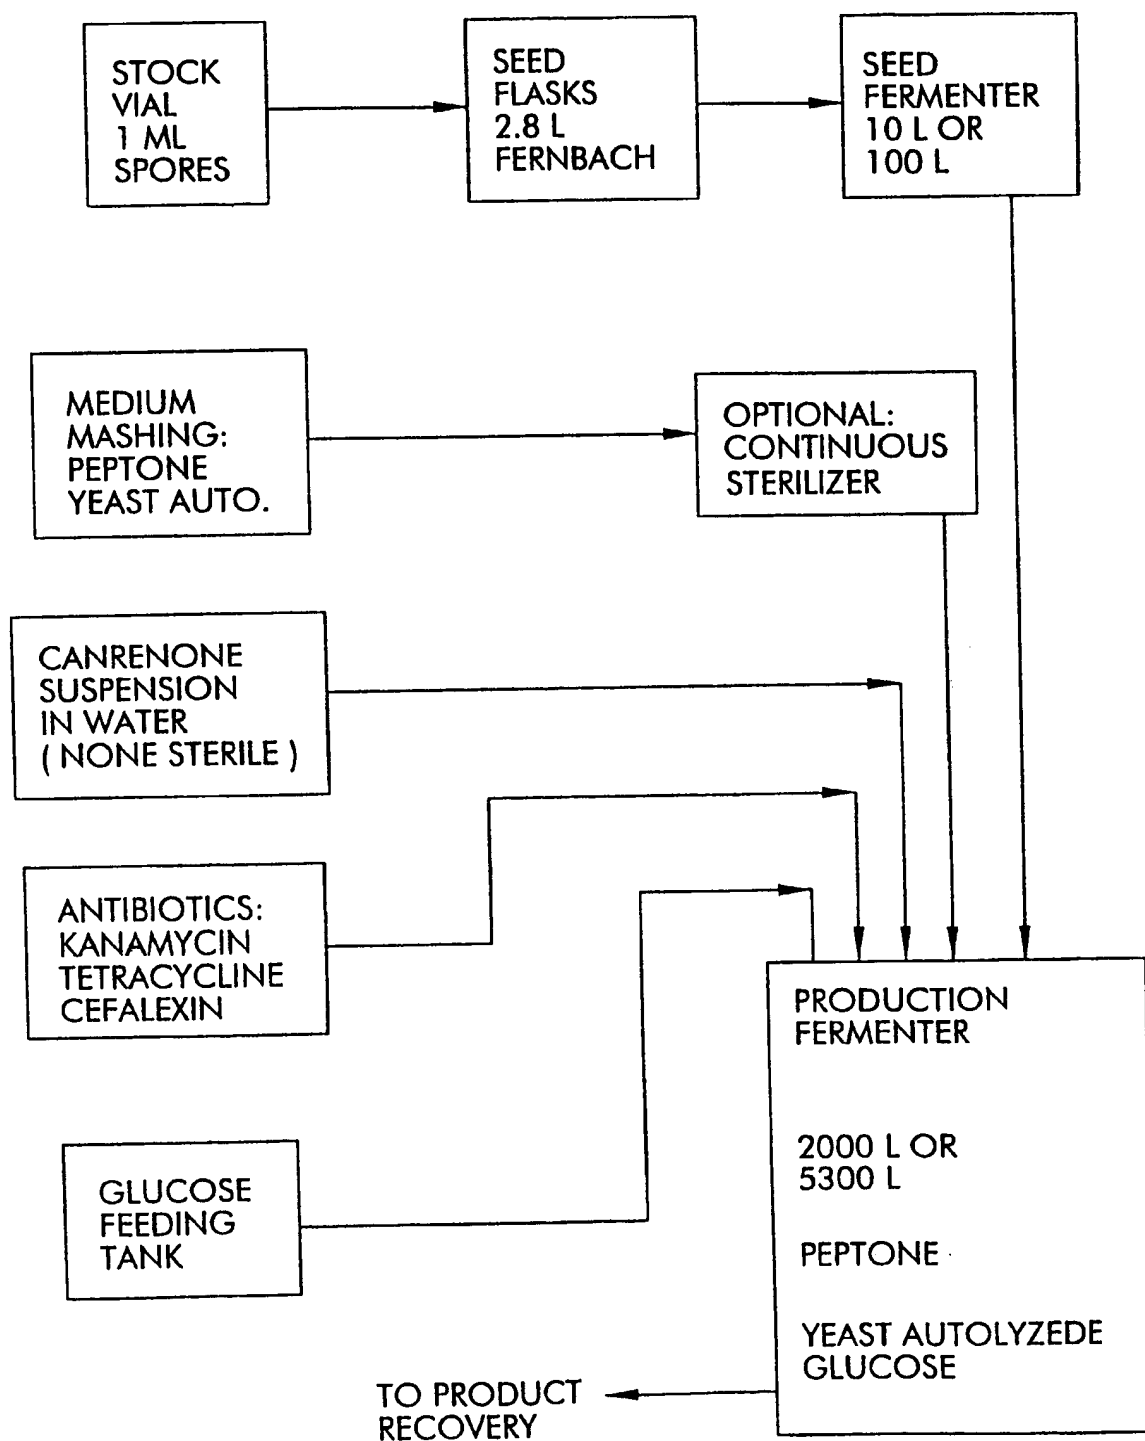 STOCK
VIAL
1 ML
SPORES
SEED
FLASKS
2.8 L
FERNBACH
SEED
FERMENTER
10 L OR
100 L
MEDIUM
MASHING:
PEPTONE
YEAST AUTO.
OPTIONAL:
CONTINUOUS
STERILIZER
CANRENONE
SUSPENSION
IN WATER
( NONE STERILE )
ANTIBIOTICS:
KANAMYCIN
TETRACYCLINE
CEFALEXIN
GLUCOSE
FEEDING
TANK
PRODUCTION
FERMENTER
2000 L OR
5300 L
PEPTONE
YEAST AUTOLYZEDE
GLUCOSE
TO PRODUCT
RECOVERY